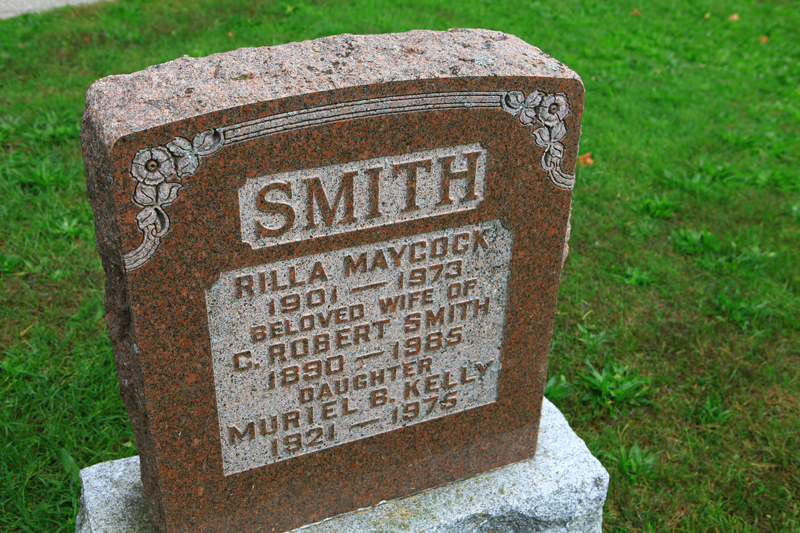 SMITH
RILLA MAYCOCK
1901 — 1973
BELOVED WIFE OF
C. ROBERT SMITH
1890 — 1985
DAUGHTER
MURIEL B. KELLY
1921 — 1975